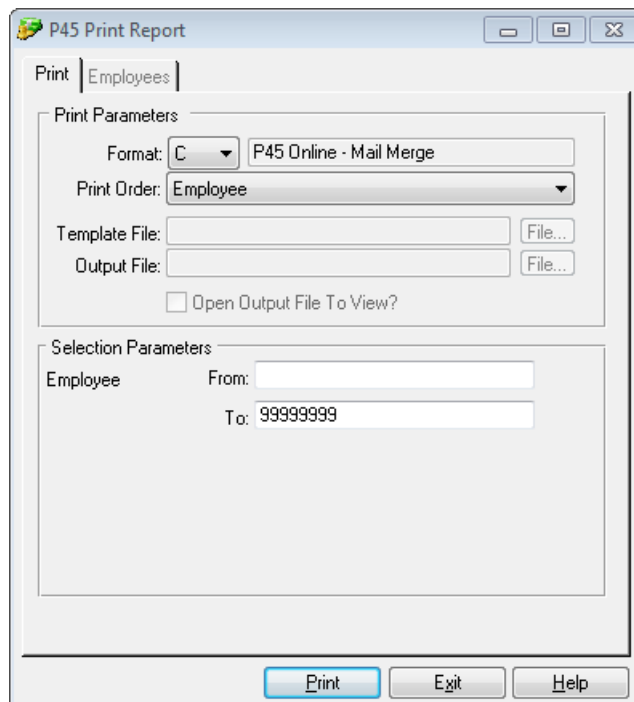 P45 Print Report
Print Employees
Print Parameters
Format: C P45 Online - Mail Merge
Print Order: Employee
Template File: File...
Output File: File...
Open Output File To View?
Selection Parameters
Employee From:
To: 99999999
Print Exit Help